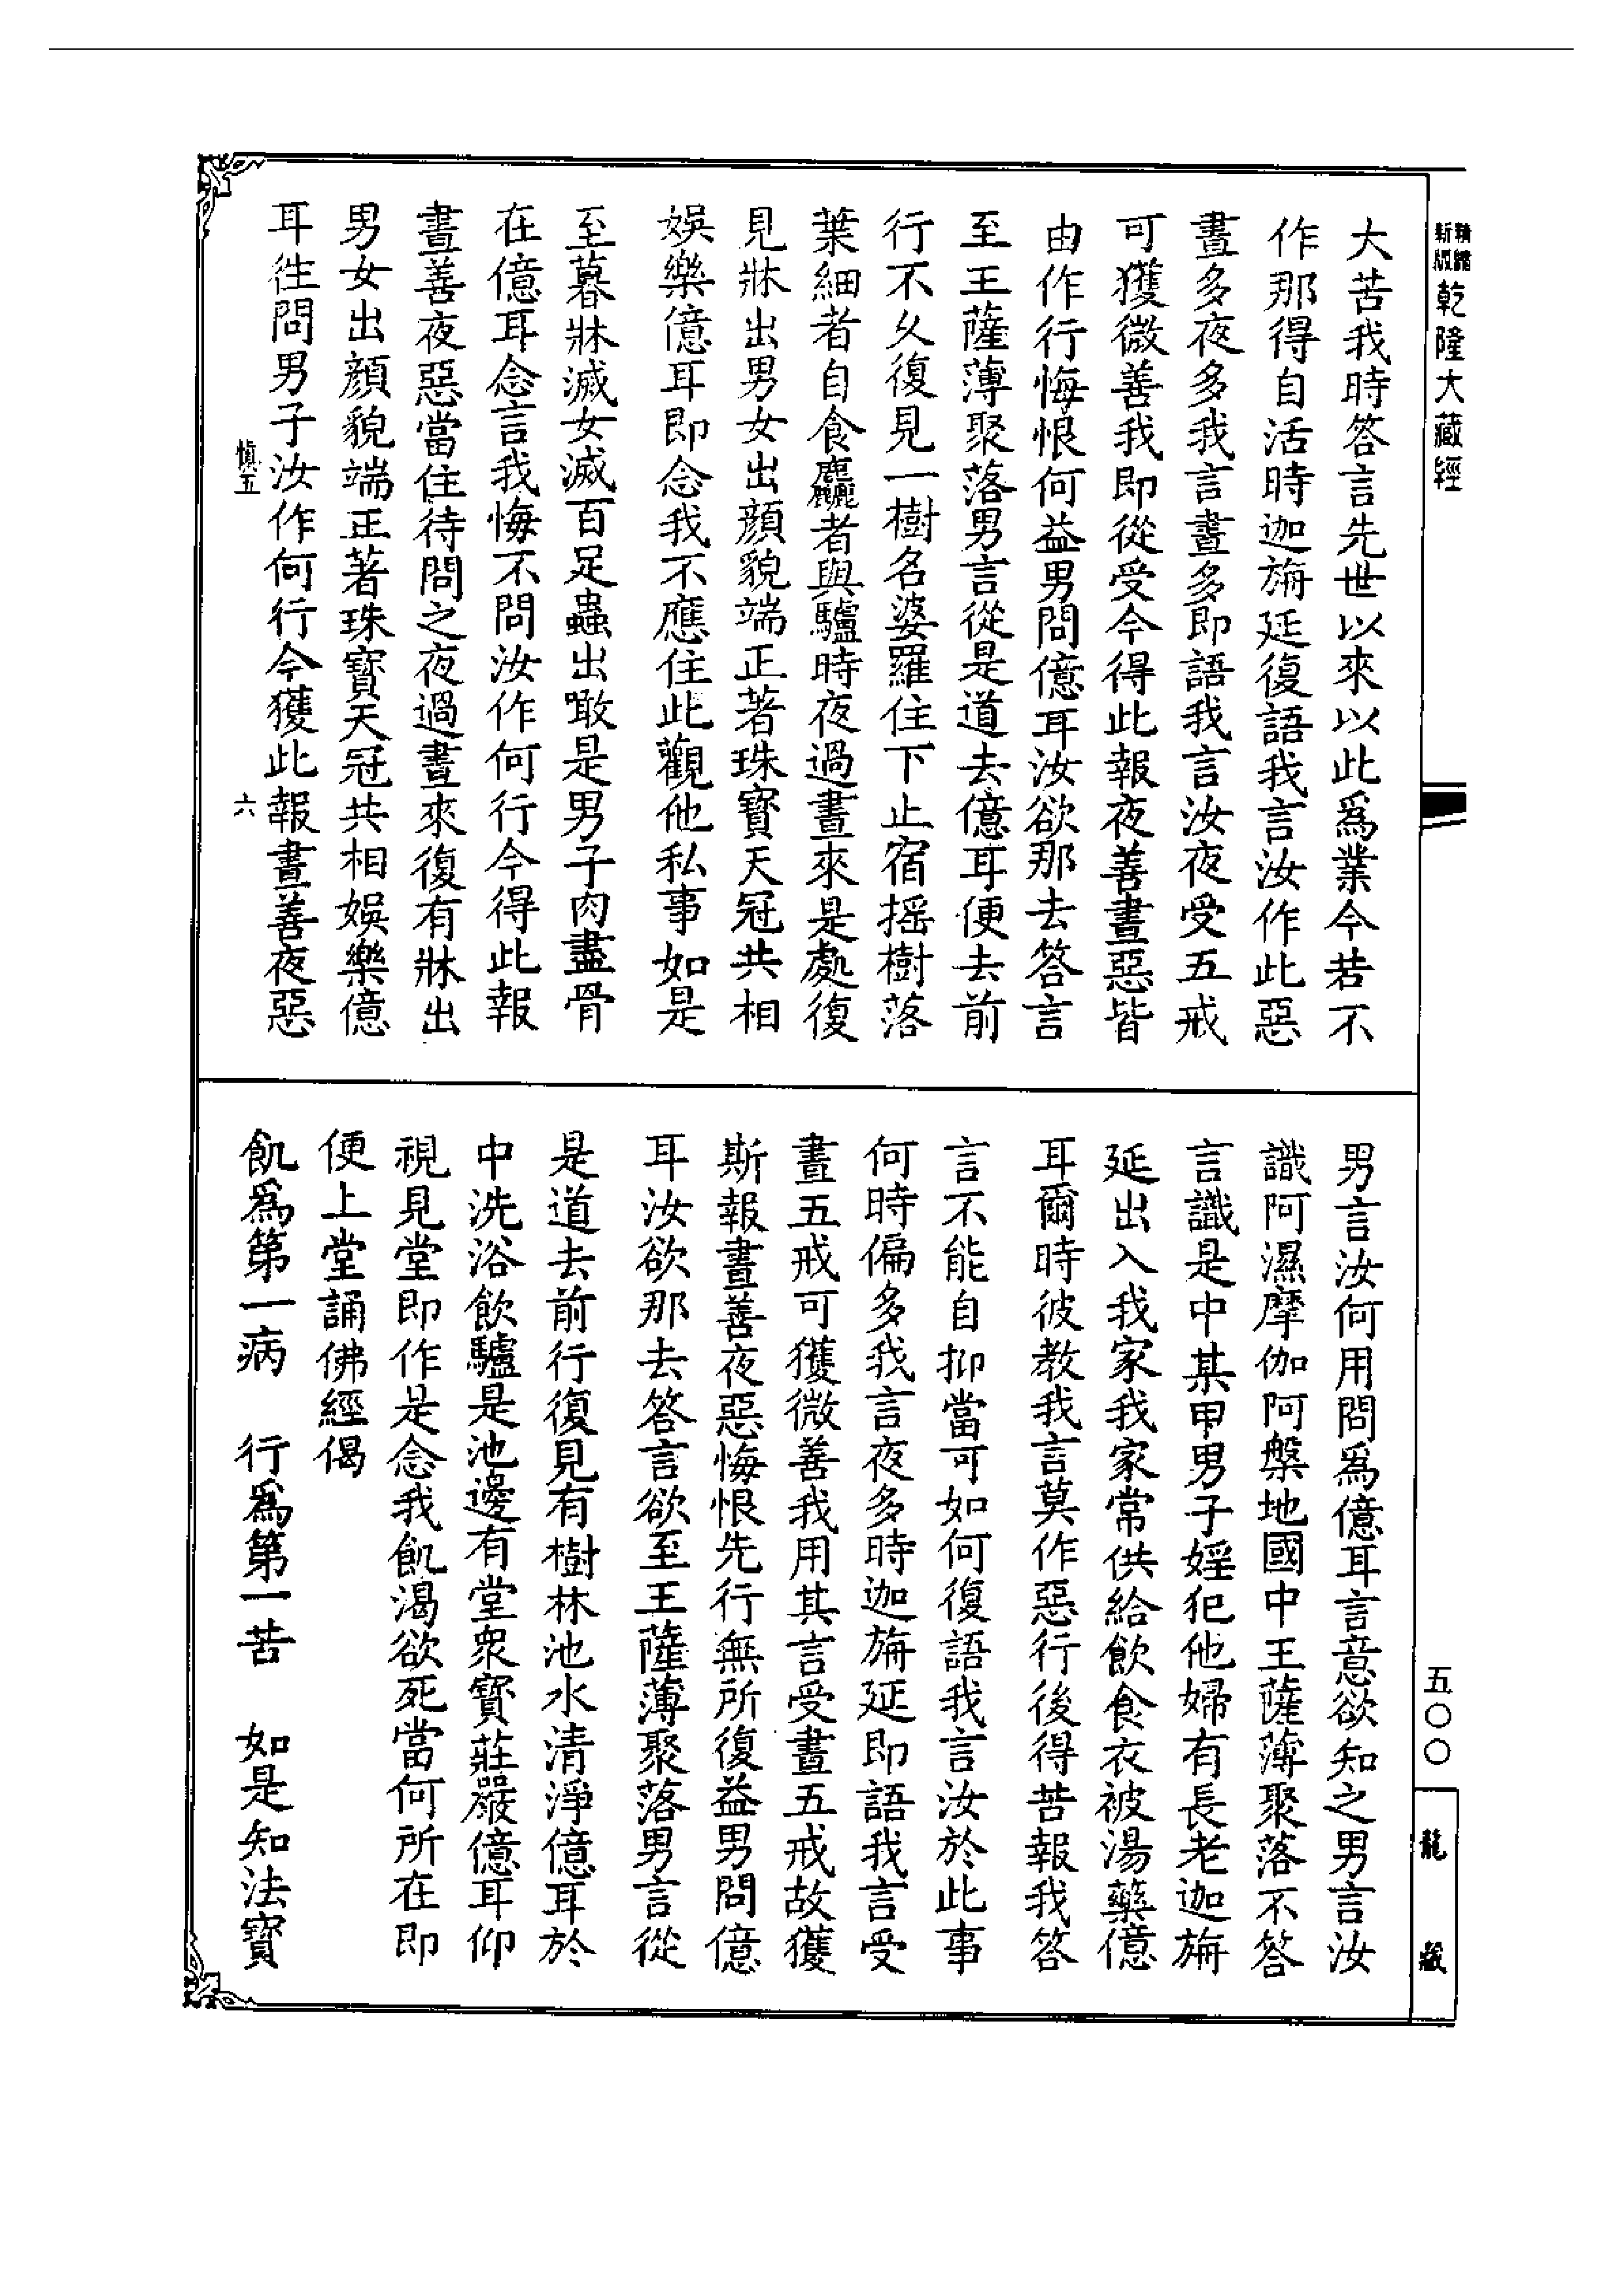 新版精縮乾隆大藏經
大苦我時答言先世以來以此爲業今若不
作那得自活時迦旃延復語我言汝作此惡
晝多夜多我言晝多即語我言汝夜受五戒
可獲微善我即從受今得此報夜善晝惡皆
由作行悔恨何益男問億耳汝欲那去答言
至王薩薄聚落男言從是道去億耳便去前
行不久復見一樹名婆羅住下止宿搖樹落
葉細者自食麤者與驢時夜過晝來是處復
見牀出男女出顏貌端正著珠寶天冠共相
娛樂億耳即念我不應住此觀他私事如是
至暮牀滅女滅百足蟲出噉是男子肉盡骨
在億耳念言我悔不問汝作何行今得此報
晝善夜惡當住待問之夜過晝來復有牀出
男女出顏貌端正著珠寶天冠共相娛樂億
耳徃問男子汝作何行今獲此報晝善夜惡
慎五 六
男言汝何用問爲億耳言意欲知之男言汝
識阿濕摩伽阿槃地國中王薩薄聚落不答
言識是中某甲男子婬犯他婦有長老迦旃
延出入我家我家常供給飲食衣被湯藥億
耳爾時彼教我言莫作惡行後得苦報我答
言不能自抑當可如何復語我言汝於此事
何時偏多我言夜多時迦旃延即語我言受
晝五戒可獲微善我用其言受晝五戒故獲
斯報晝善夜惡悔恨先行無所復益男問億
耳汝欲那去答言欲至王薩薄聚落男言從
是道去前行復見有樹林池水清淨億耳於
中洗浴飲驢是池邊有堂衆寶莊嚴億耳仰
視見堂即作是念我飢渴欲死當何所在即
便上堂誦佛經偈
飢爲第一病 行爲第一苦 如是知法寶
五〇〇
龍藏